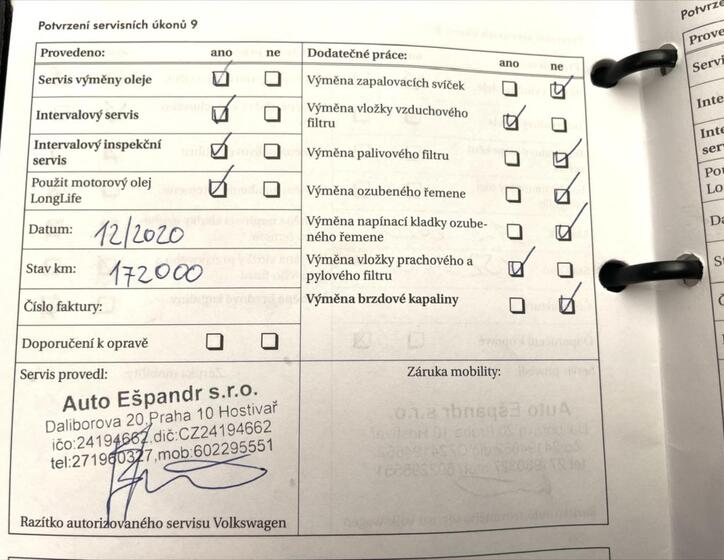 Potvrzení servisních úkonů 9
Provedeno: ano ne
Servis výměny oleje
Intervalový servis
Intervalový inspekční
servis
Použit motorový olej
LongLife
Datum: 12/2020
Stav km: 172000
Číslo faktury:
Doporučení k opravě
Dodatečné práce: ano ne
Výměna zapalovacích svíček
Výměna vložky vzduchového
filtru
Výměna palivového filtru
Výměna ozubeného řemene
Výměna napínací kladky ozube-
ného řemene
Výměna vložky prachového a
pylového filtru
Výměna brzdové kapaliny
Servis provedl:
Auto Ešpandr s.r.o.
Daliborova 20 Praha 10 Hostivař
ičo:24194662.dič:CZ24194662
tel:271960327,mob:602295551
Razítko autorizovaného servisu Volkswagen
Záruka mobility: